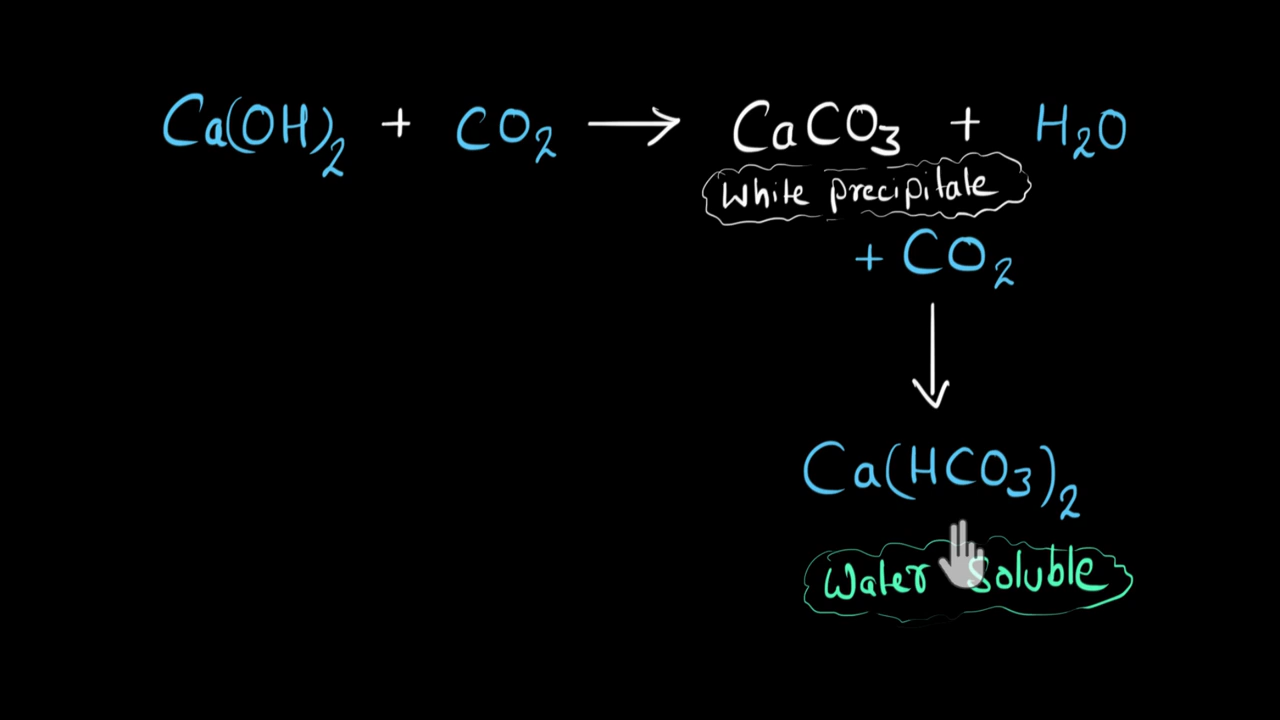 Ca(OH)₂ + CO₂ → CaCO₃ + H₂O
White precipitate
+ CO₂
↓
Ca(HCO₃)₂
Water soluble